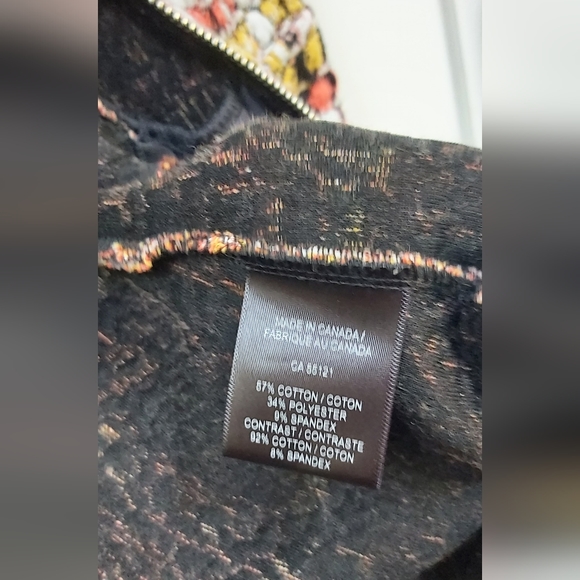 MADE IN CANADA /
FABRIQUE AU CANADA
CA 56121
57% COTTON / COTON
34% POLYESTER
9% SPANDEX
CONTRAST / CONTRASTE
92% COTTON / COTON
8% SPANDEX